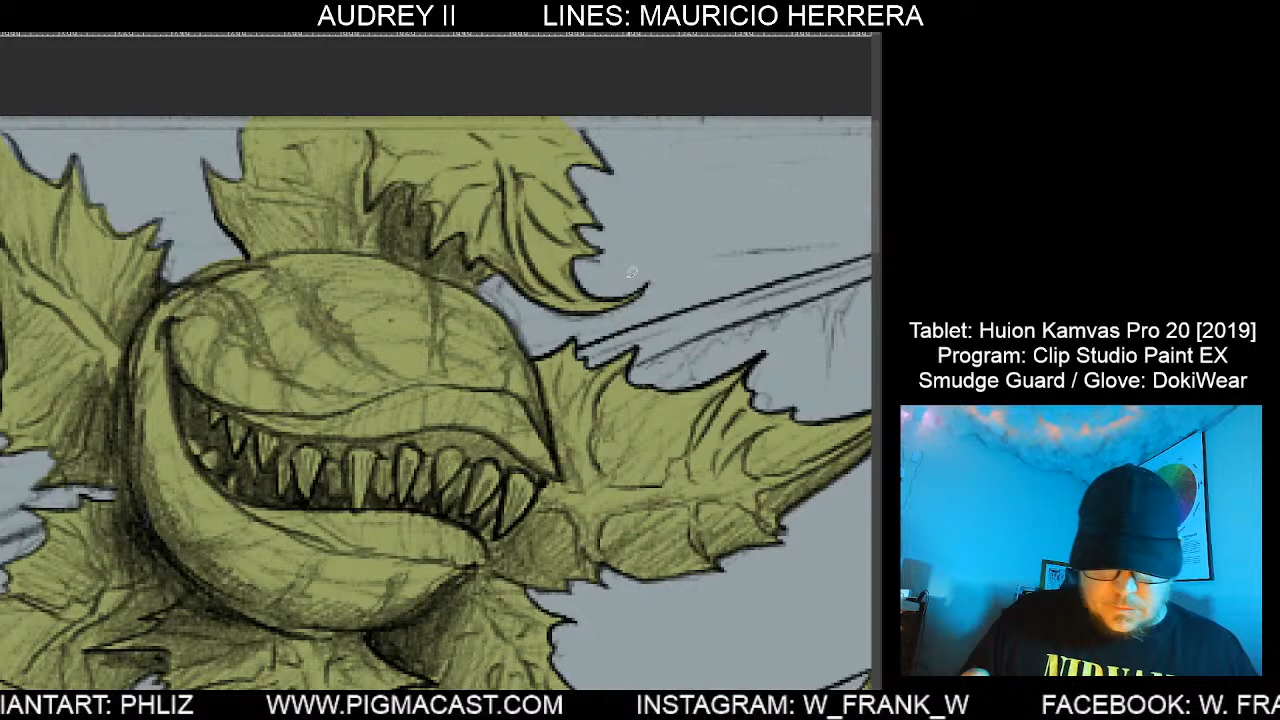 AUDREY II LINES: MAURICIO HERRERA
Tablet: Huion Kamvas Pro 20 [2019]
Program: Clip Studio Paint EX
Smudge Guard / Glove: DokiWear
NIRVAN
IANTART: PHLIZ WWW.PIGMACAST.COM INSTAGRAM: W_FRANK_W FACEBOOK: W. FRA